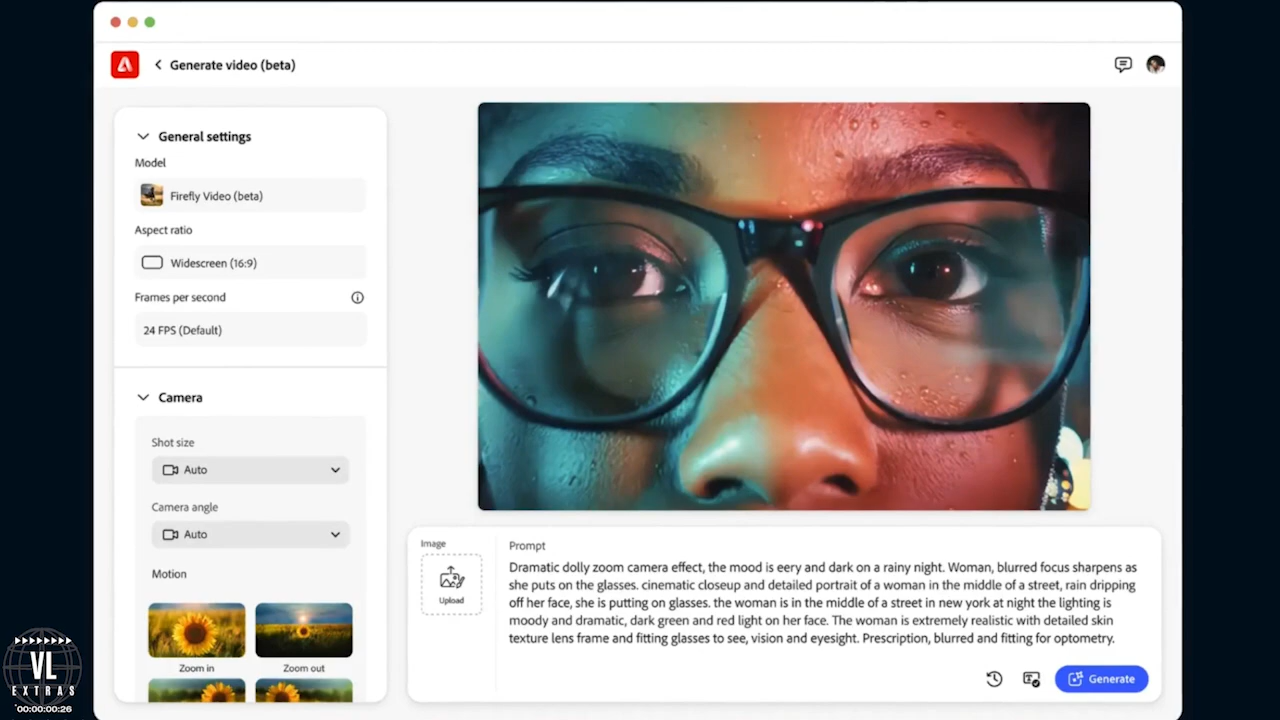 Generate video (beta)
General settings
Model
Firefly Video (beta)
Aspect ratio
Widescreen (16:9)
Frames per second
24 FPS (Default)
Camera
Shot size
Auto
Camera angle
Auto
Motion
Zoom in
Zoom out
Image
Upload
Prompt
Dramatic dolly zoom camera effect, the mood is eery and dark on a rainy night. Woman, blurred focus sharpens as
she puts on the glasses. cinematic closeup and detailed portrait of a woman in the middle of a street, rain dripping
off her face, she is putting on glasses. the woman is in the middle of a street in new york at night the lighting is
moody and dramatic, dark green and red light on her face. The woman is extremely realistic with detailed skin
texture lens frame and fitting glasses to see, vision and eyesight. Prescription, blurred and fitting for optometry.
Generate
VL
EXTRAS
00:00:00:26